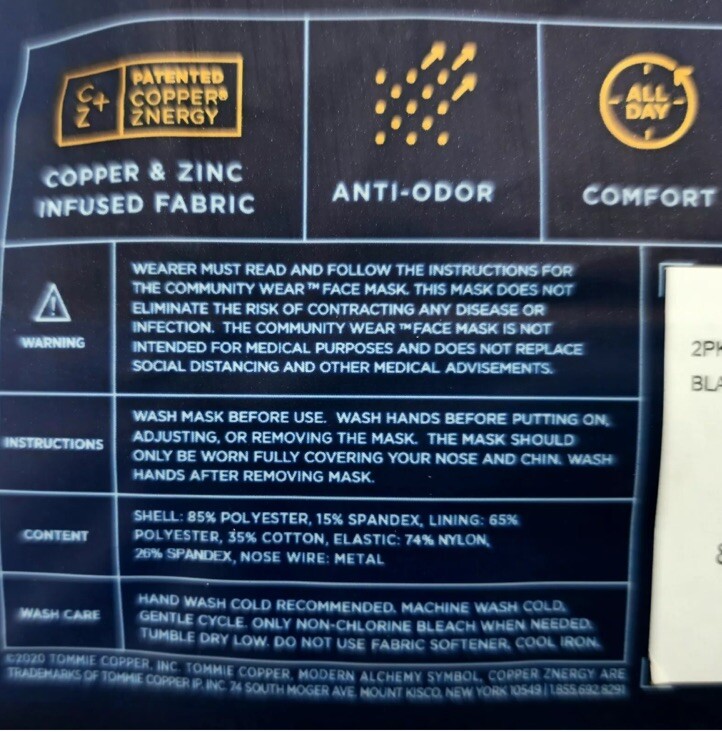 C+
Z
PATENTED
COPPER®
ZNERGY
ALL
DAY
COPPER & ZINC
INFUSED FABRIC
ANTI-ODOR
COMFORT
WARNING
WEARER MUST READ AND FOLLOW THE INSTRUCTIONS FOR
THE COMMUNITY WEAR™ FACE MASK. THIS MASK DOES NOT
ELIMINATE THE RISK OF CONTRACTING ANY DISEASE OR
INFECTION. THE COMMUNITY WEAR™ FACE MASK IS NOT
INTENDED FOR MEDICAL PURPOSES AND DOES NOT REPLACE
SOCIAL DISTANCING AND OTHER MEDICAL ADVISEMENTS.
INSTRUCTIONS
WASH MASK BEFORE USE. WASH HANDS BEFORE PUTTING ON,
ADJUSTING, OR REMOVING THE MASK. THE MASK SHOULD
ONLY BE WORN FULLY COVERING YOUR NOSE AND CHIN. WASH
HANDS AFTER REMOVING MASK.
CONTENT
SHELL: 85% POLYESTER, 15% SPANDEX, LINING: 65%
POLYESTER, 35% COTTON, ELASTIC: 74% NYLON,
26% SPANDEX, NOSE WIRE: METAL
WASH CARE
HAND WASH COLD RECOMMENDED. MACHINE WASH COLD,
GENTLE CYCLE. ONLY NON-CHLORINE BLEACH WHEN NEEDED.
TUMBLE DRY LOW. DO NOT USE FABRIC SOFTENER, COOL IRON.
©2020 TOMMIE COPPER, INC. TOMMIE COPPER, MODERN ALCHEMY SYMBOL, COPPER ZNERGY ARE
TRADEMARKS OF TOMMIE COPPER IP, INC. 74 SOUTH MOGER AVE. MOUNT KISCO, NEW YORK 10549 | 1.855.692.8291
2PK
BLA